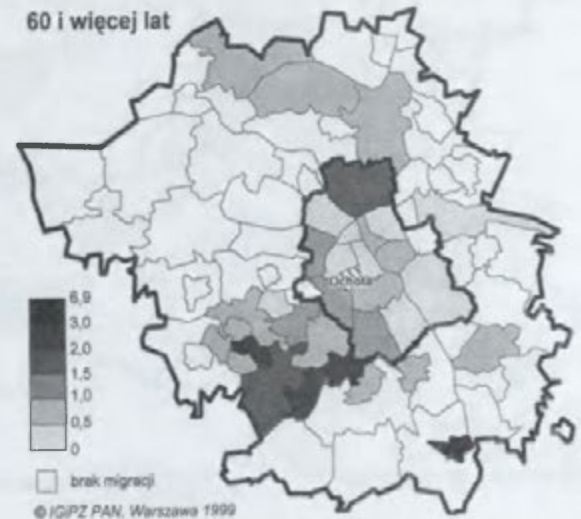 60 i więcej lat
Ochota
6,9
3,0
2,0
1,5
1,0
0,5
0
brak migracji
© IGiPZ PAN, Warszawa 1999